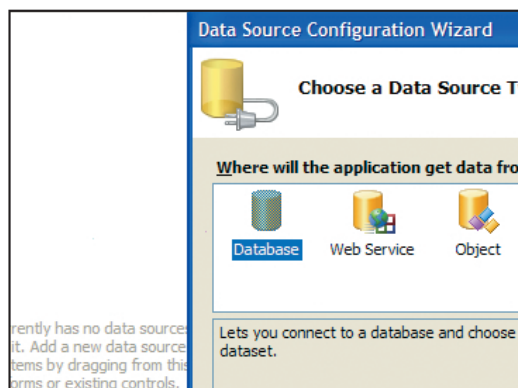 Data Source Configuration Wizard
Choose a Data Source T
Where will the application get data fro
Database
Web Service
Object
Lets you connect to a database and choose
dataset.
rently has no data sources
it. Add a new data source
tems by dragging from this
orms or existing controls.